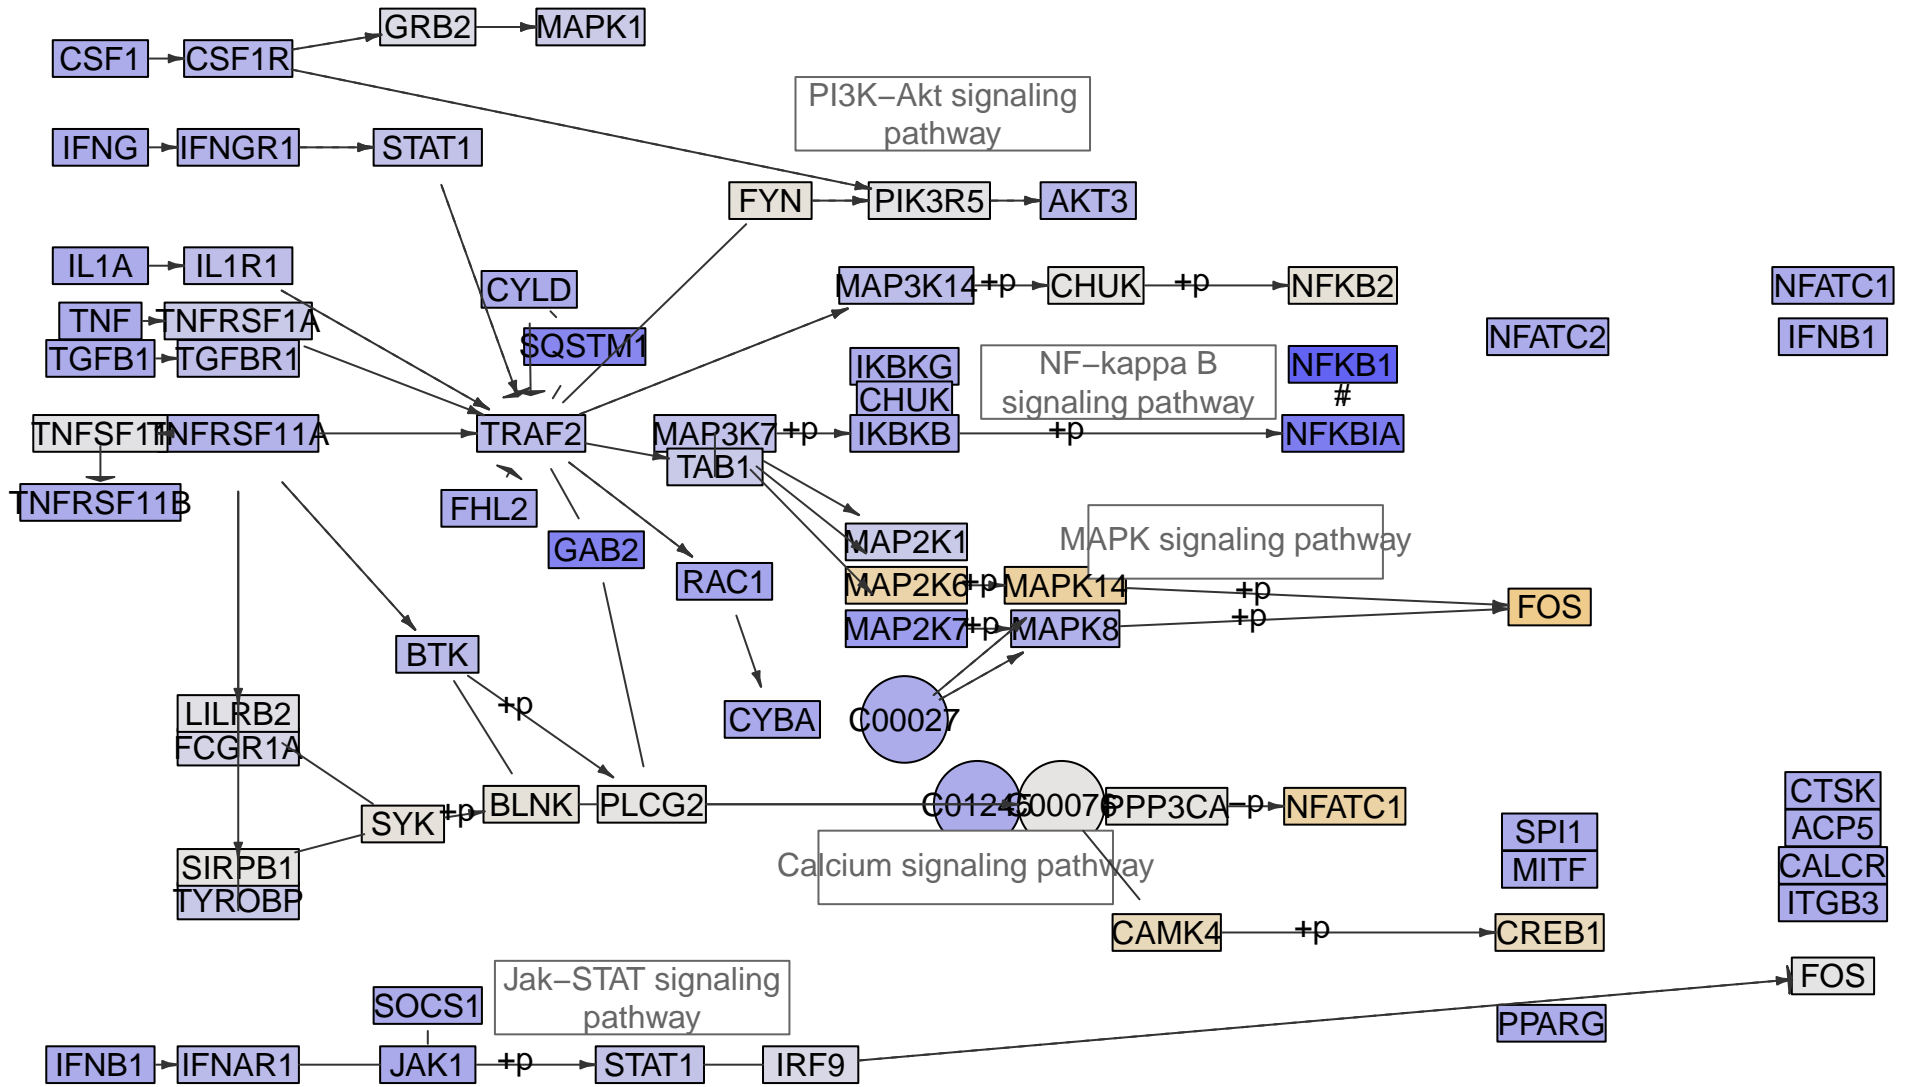 GRB2
MAPK1
CSF1
CSF1R
PI3K−Akt signaling
pathway
IFNG
IFNGR1
STAT1
FYN
PIK3R5
AKT3
IL1A
IL1R1
CYLD
MAP3K14
+p
CHUK
+p
NFKB2
NFATC1
TNF
TNFRSF1A
TGFB1
TGFBR1
SQSTM1
IKBKG
NF−kappa B
signaling pathway
NFKB1
#
NFATC2
IFNB1
CHUK
TNFRSF11A
TRAF2
MAP3K7
+p
IKBKB
+p
NFKBIA
TAB1
TNFRSF11B
FHL2
GAB2
RAC1
MAP2K1
MAPK signaling pathway
MAP2K6
+p
MAPK14
+p
FOS
MAP2K7
+p
MAPK8
+p
BTK
+p
LILRB2
FCGR1A
CYBA
C00027
SYK
+p
BLNK
PLCG2
C00076
PPP3CA
−p
NFATC1
CTSK
ACP5
CALCR
ITGB3
SPI1
MITF
Calcium signaling pathway
SIRPB1
TYROBP
CAMK4
+p
CREB1
Jak−STAT signaling
pathway
FOS
SOCS1
PPARG
IFNB1
IFNAR1
JAK1
+p
STAT1
IRF9